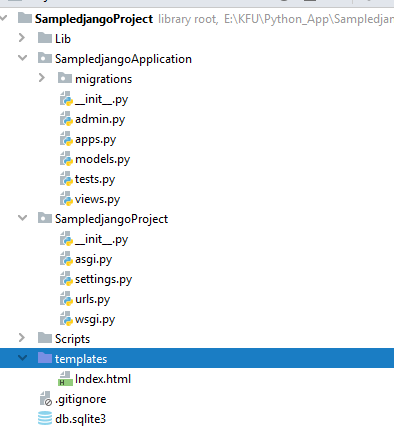 SampledjangoProject library root, E:\KFU\Python_App\Sampledjang
Lib
SampledjangoApplication
migrations
__init__.py
admin.py
apps.py
models.py
tests.py
views.py
SampledjangoProject
__init__.py
asgi.py
settings.py
urls.py
wsgi.py
Scripts
templates
Index.html
.gitignore
db.sqlite3